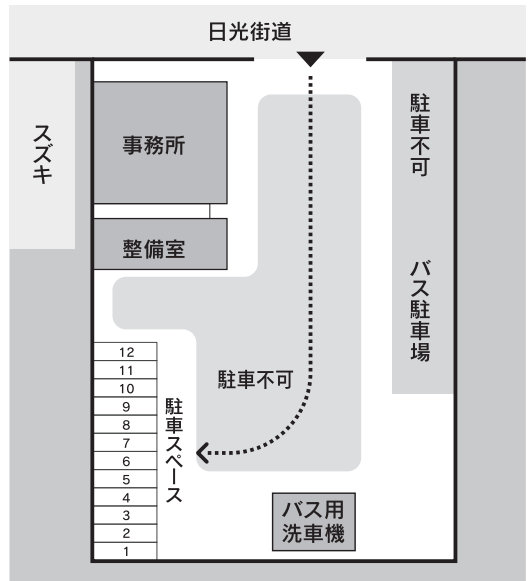 日光街道
スズキ
事務所
整備室
駐車不可
バス駐車場
駐車不可
12
11
10
9
8
7
6
5
4
3
2
1
駐車スペース
バス用
洗車機